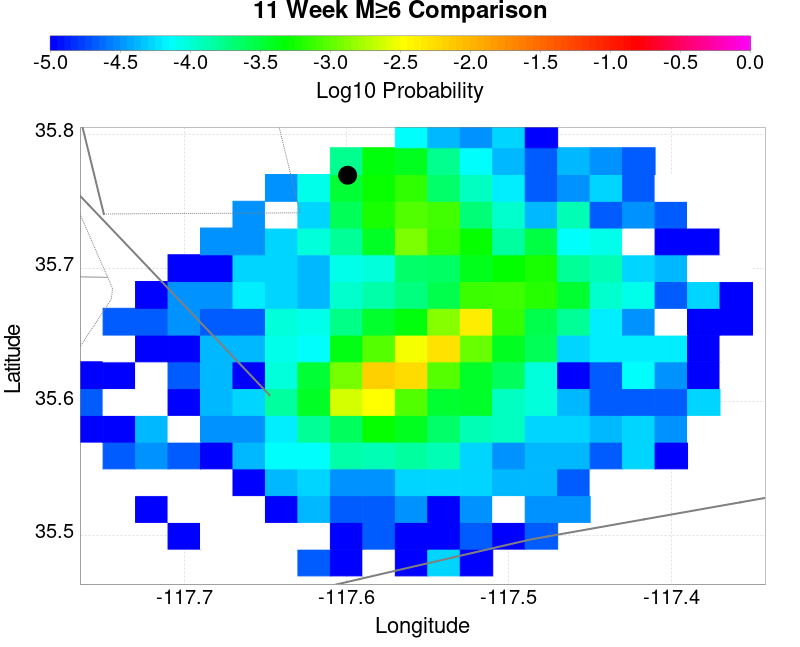 11 Week M≥6 Comparison
-5.0 -4.5 -4.0 -3.5 -3.0 -2.5 -2.0 -1.5 -1.0 -0.5 0.0
Log10 Probability
35.8
35.7
35.6
35.5
Latitude
-117.7 -117.6 -117.5 -117.4
Longitude